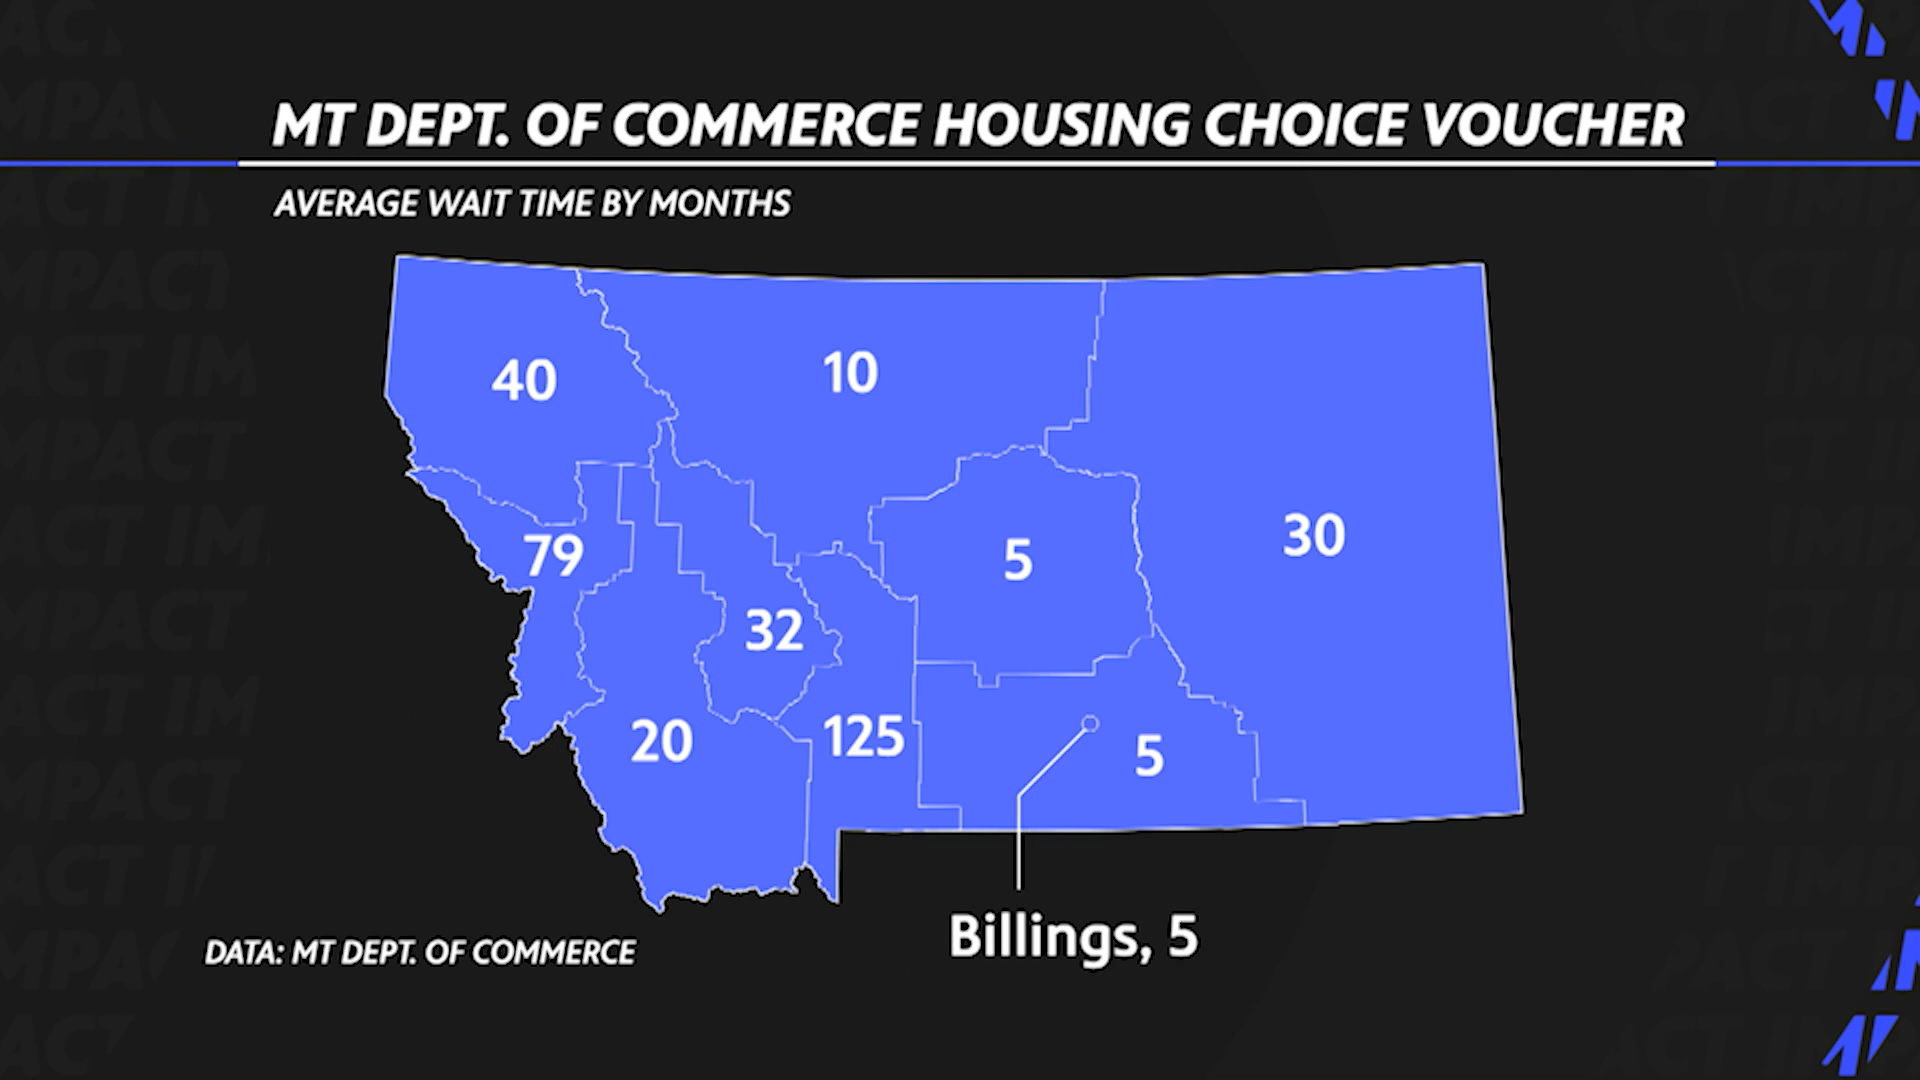 MT DEPT. OF COMMERCE HOUSING CHOICE VOUCHER
AVERAGE WAIT TIME BY MONTHS
40
10
30
5
79
32
20
125
5
Billings, 5
DATA: MT DEPT. OF COMMERCE